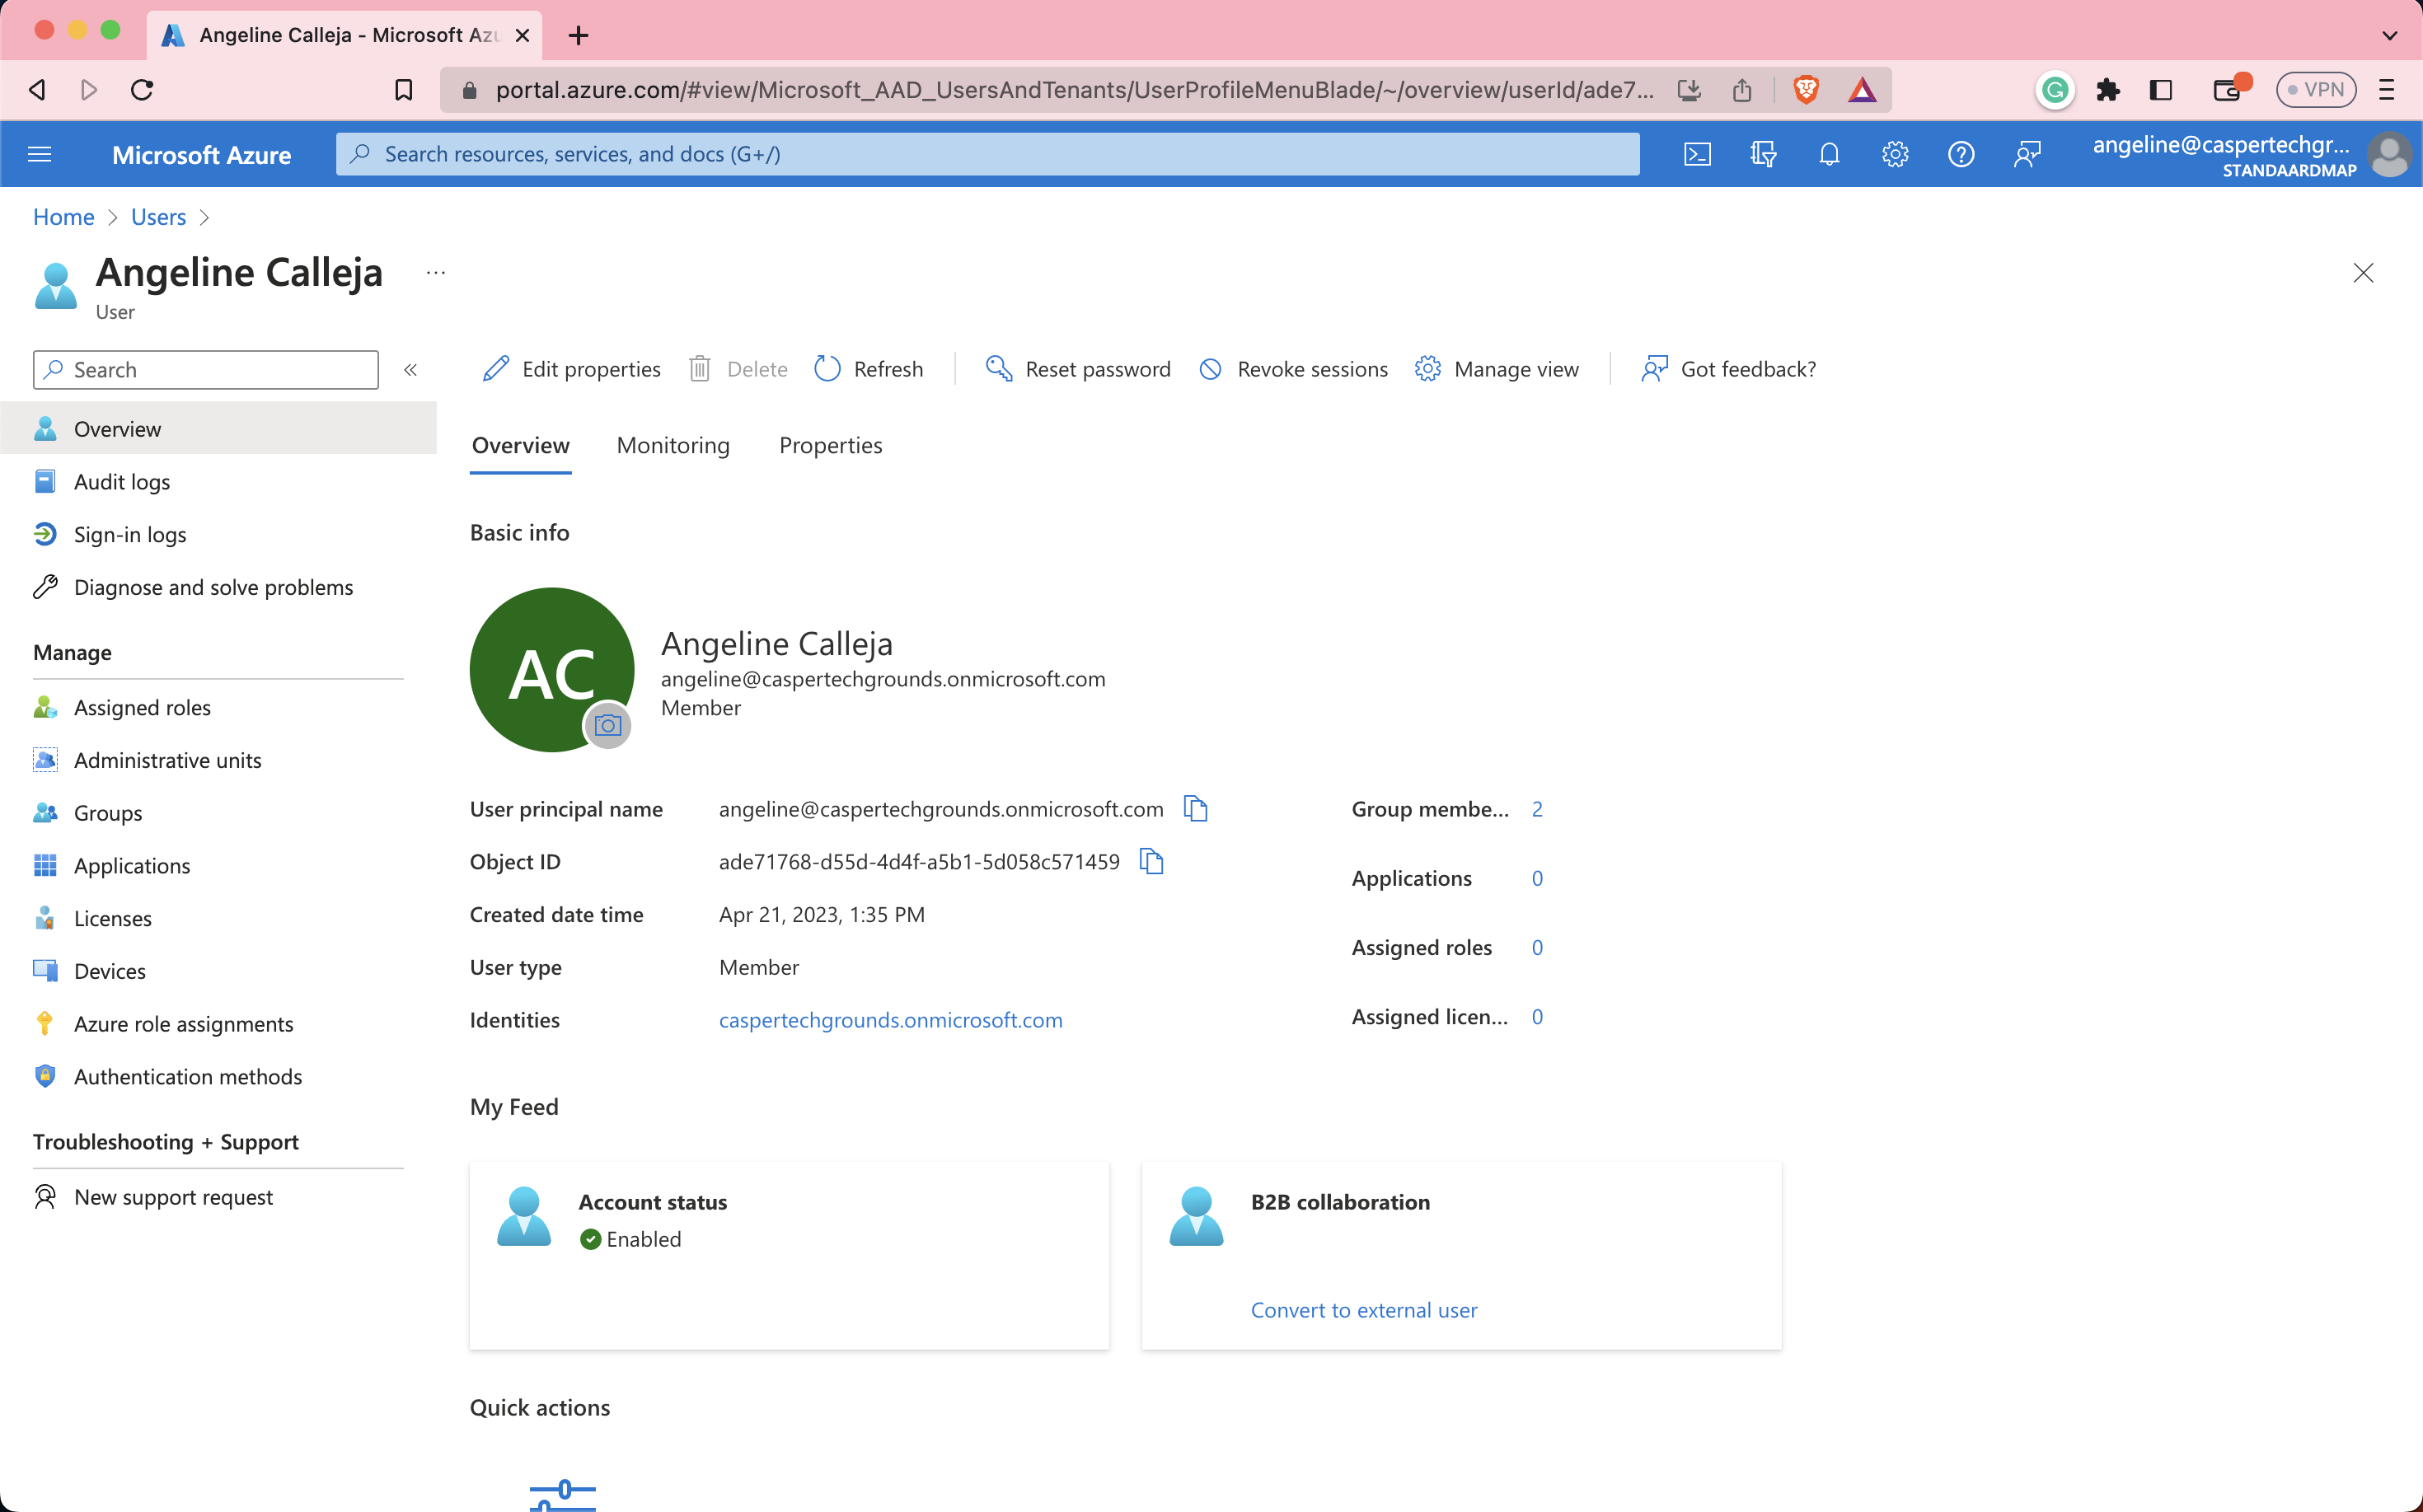 Angeline Calleja - Microsoft Azu
portal.azure.com/#view/Microsoft_AAD_UsersAndTenants/UserProfileMenuBlade/~/overview/userId/ade7...
VPN
Microsoft Azure
Search resources, services, and docs (G+/)
angeline@caspertechgr...
STANDAARDMAP
Home > Users >
Angeline Calleja ...
User
Search «
Edit properties Delete Refresh Reset password Revoke sessions Manage view Got feedback?
Overview
Audit logs
Sign-in logs
Diagnose and solve problems
Manage
Assigned roles
Administrative units
Groups
Applications
Licenses
Devices
Azure role assignments
Authentication methods
Troubleshooting + Support
New support request
Overview Monitoring Properties
Basic info
AC
Angeline Calleja
angeline@caspertechgrounds.onmicrosoft.com
Member
User principal name angeline@caspertechgrounds.onmicrosoft.com
Object ID ade71768-d55d-4d4f-a5b1-5d058c571459
Created date time Apr 21, 2023, 1:35 PM
User type Member
Identities caspertechgrounds.onmicrosoft.com
Group membe... 2
Applications 0
Assigned roles 0
Assigned licen... 0
My Feed
Account status
Enabled
B2B collaboration
Convert to external user
Quick actions